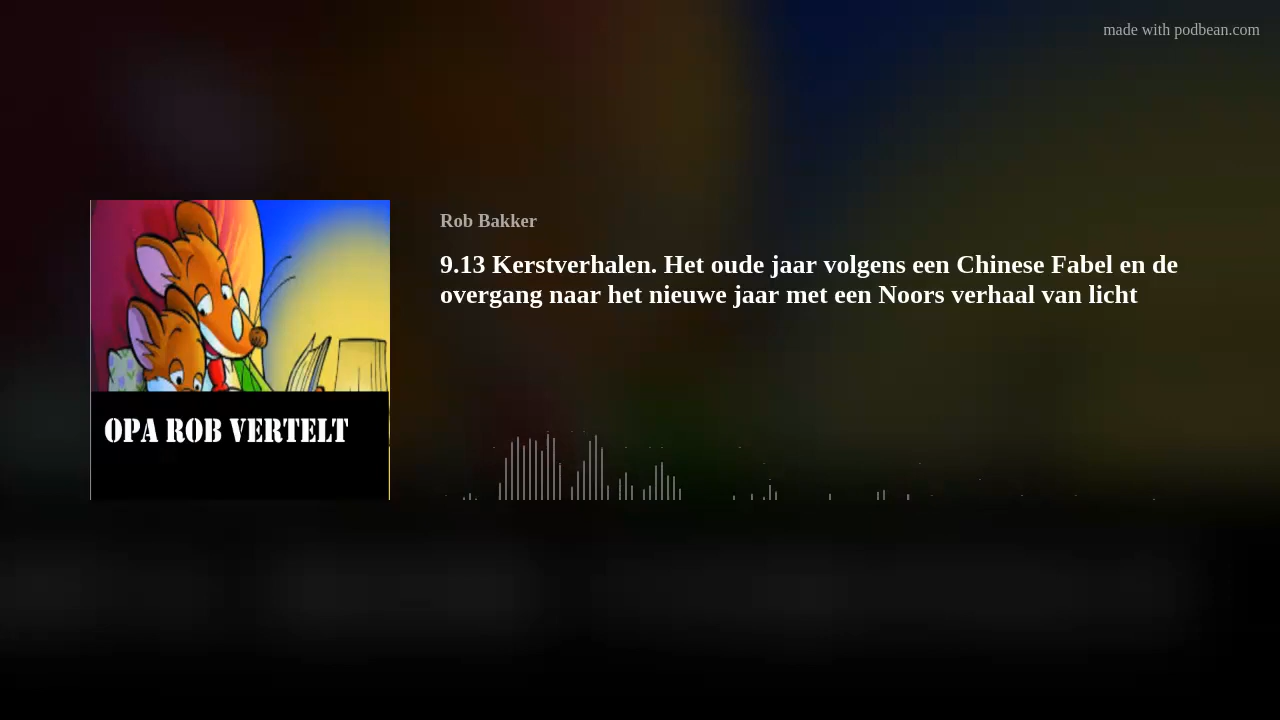 made with podbean.com
Rob Bakker
9.13 Kerstverhalen. Het oude jaar volgens een Chinese Fabel en de
overgang naar het nieuwe jaar met een Noors verhaal van licht
OPA ROB VERTELT